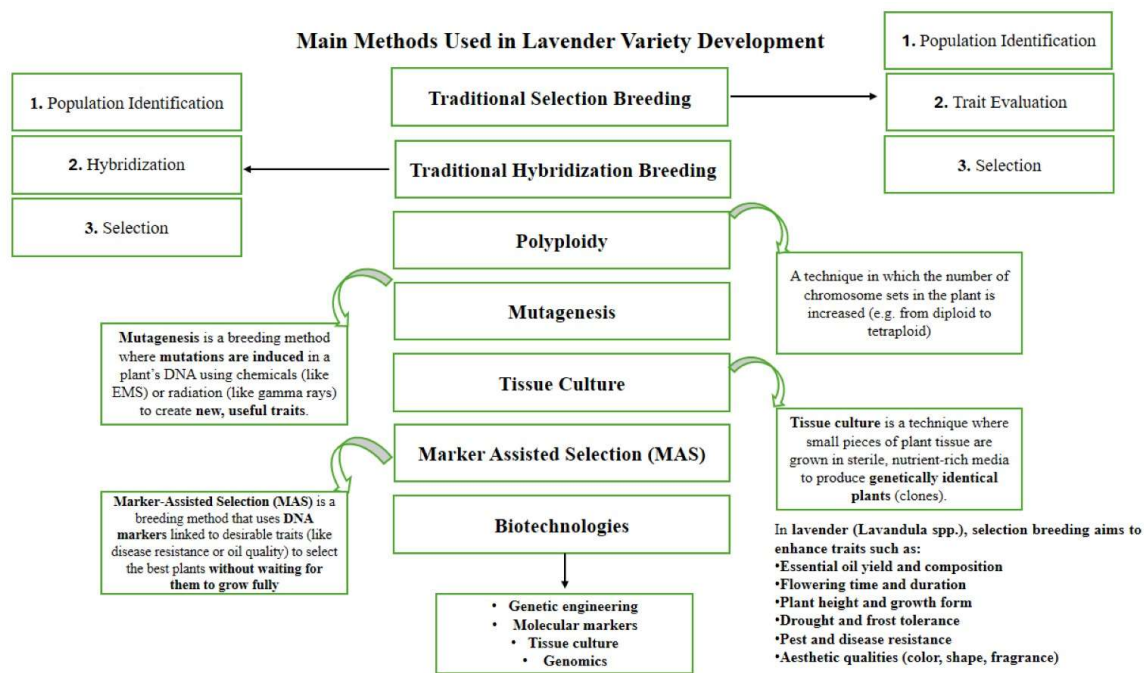 Main Methods Used in Lavender Variety Development
1. Population Identification
2. Hybridization
3. Selection
Traditional Selection Breeding
Traditional Hybridization Breeding
Polyploidy
Mutagenesis
Tissue Culture
Marker Assisted Selection (MAS)
Biotechnologies
1. Population Identification
2. Trait Evaluation
3. Selection
A technique in which the number of
chromosome sets in the plant is
increased (e.g. from diploid to
tetraploid)
Mutagenesis is a breeding method
where mutations are induced in a
plant's DNA using chemicals (like
EMS) or radiation (like gamma rays)
to create new, useful traits.
Tissue culture is a technique where
small pieces of plant tissue are
grown in sterile, nutrient-rich media
to produce genetically identical
plants (clones).
Marker-Assisted Selection (MAS) is a
breeding method that uses DNA
markers linked to desirable traits (like
disease resistance or oil quality) to select
the best plants without waiting for
them to grow fully
• Genetic engineering
• Molecular markers
• Tissue culture
• Genomics
In lavender (Lavandula spp.), selection breeding aims to
enhance traits such as:
•Essential oil yield and composition
•Flowering time and duration
•Plant height and growth form
•Drought and frost tolerance
•Pest and disease resistance
•Aesthetic qualities (color, shape, fragrance)